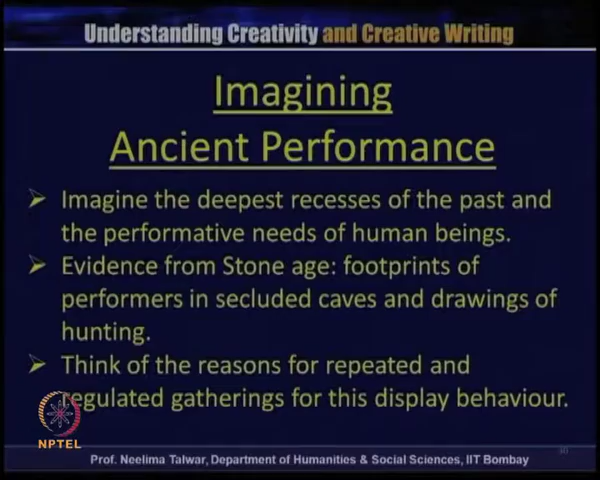 Understanding Creativity and Creative Writing
Imagining
Ancient Performance
➤ Imagine the deepest recesses of the past and
the performative needs of human beings.
➤ Evidence from Stone age: footprints of
performers in secluded caves and drawings of
hunting.
➤ Think of the reasons for repeated and
regulated gatherings for this display behaviour.
NPTEL
Prof. Neelima Talwar, Department of Humanities & Social Sciences, IIT Bombay